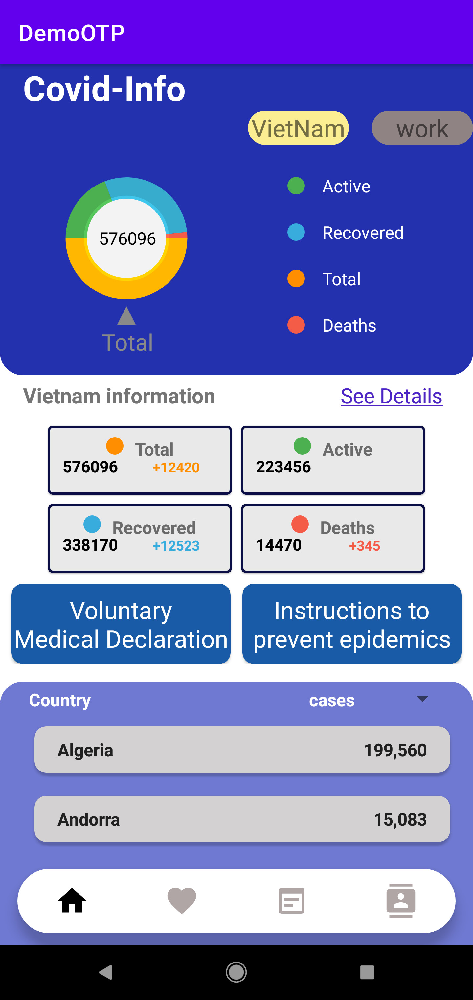 DemoOTP
Covid-Info
VietNam
work
576096
Total
Active
Recovered
Total
Deaths
Vietnam information
See Details
Total
576096 +12420
Active
223456
Recovered
338170 +12523
Deaths
14470 +345
Voluntary
Medical Declaration
Instructions to
prevent epidemics
Country cases
Algeria 199,560
Andorra 15,083